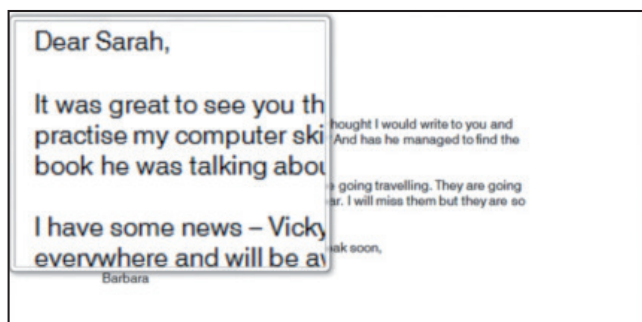 Dear Sarah,
It was great to see you th
practise my computer ski
book he was talking abou
I have some news – Vicky
everywhere and will be
hought I would write to you and
And has he managed to find the
going travelling. They are going
ar. I will miss them but they are so
soon,
Barbara